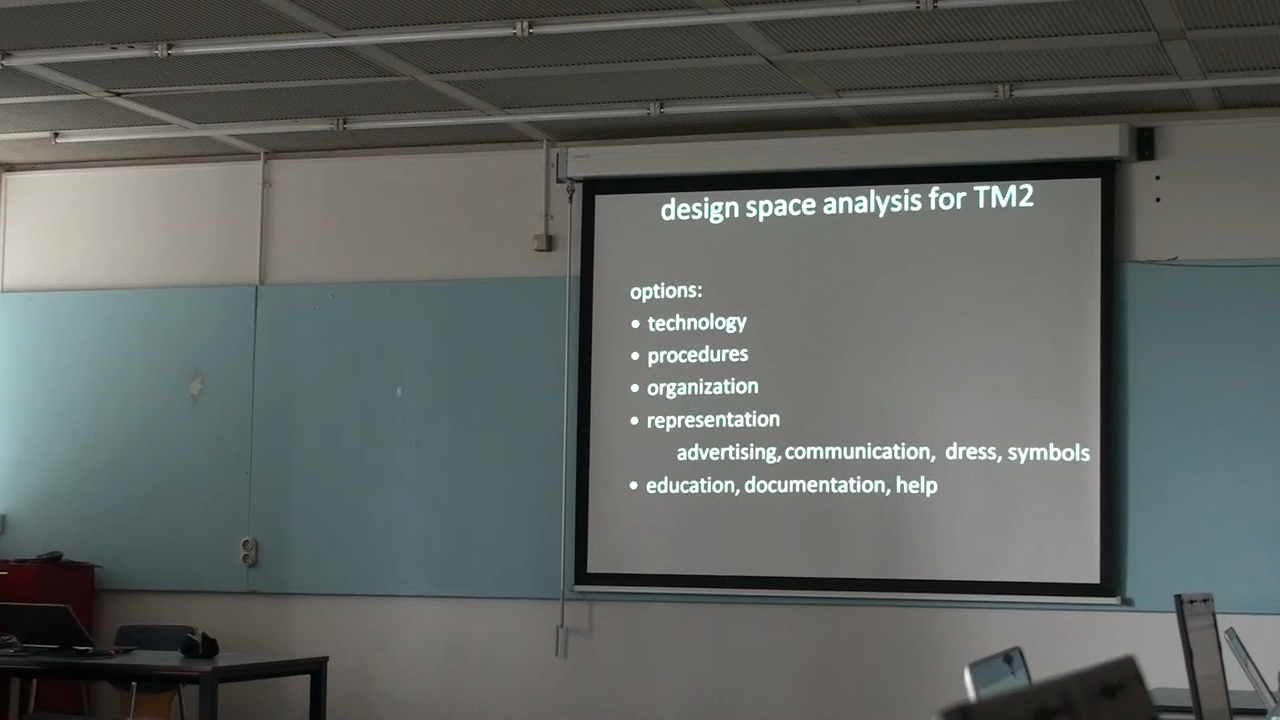 design space analysis for TM2
options:
• technology
• procedures
• organization
• representation
advertising, communication, dress, symbols
• education, documentation, help